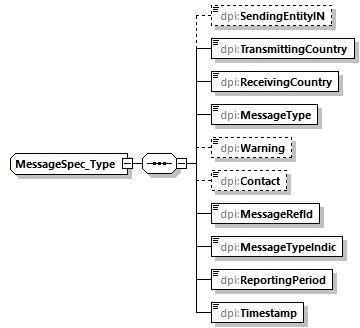 dpi:SendingEntityIN
dpi:TransmittingCountry
dpi:ReceivingCountry
dpi:MessageType
dpi:Warning
MessageSpec_Type
dpi:Contact
dpi:MessageRefId
dpi:MessageTypeIndic
dpi:ReportingPeriod
dpi:Timestamp